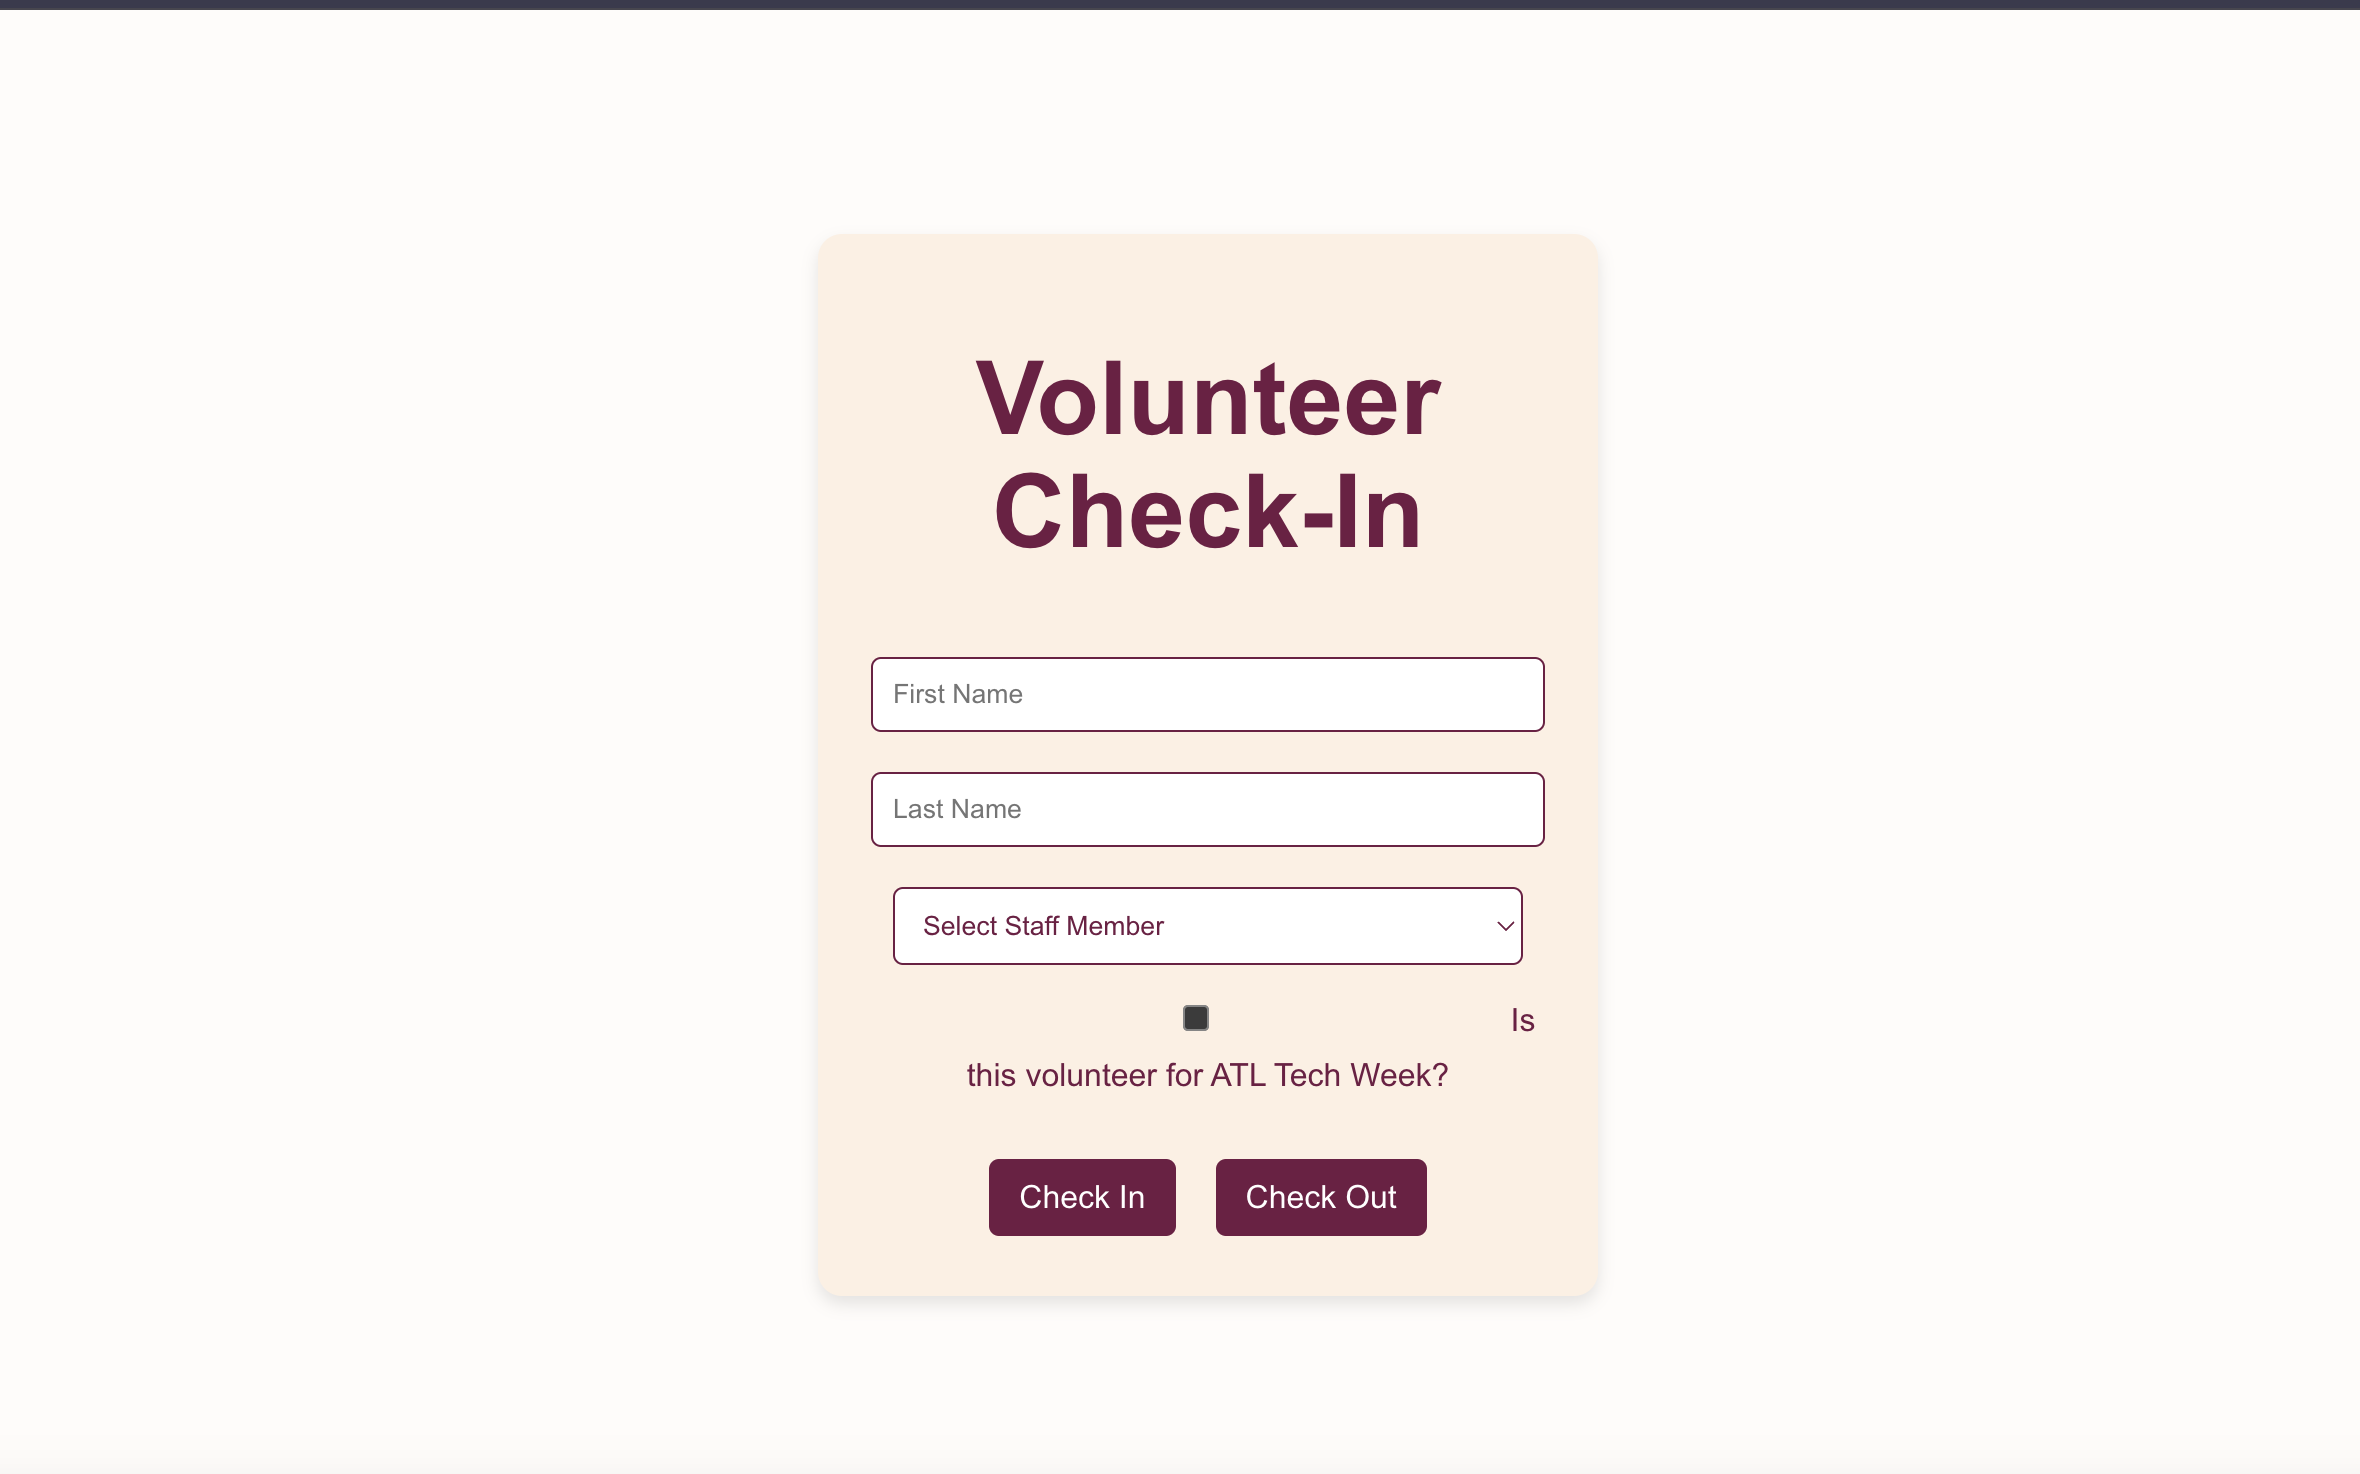 Volunteer
Check-In
First Name
Last Name
Select Staff Member
Is
this volunteer for ATL Tech Week?
Check In
Check Out